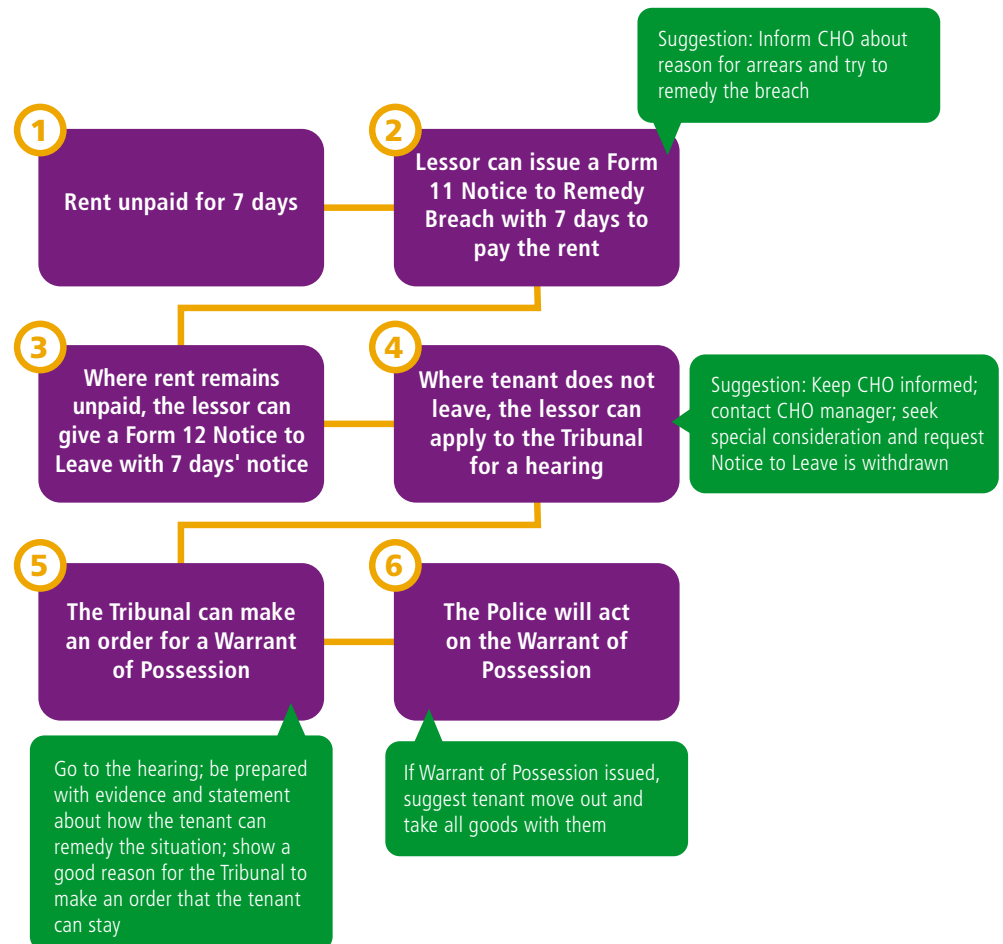 Suggestion: Inform CHO about
reason for arrears and try to
remedy the breach
1
Rent unpaid for 7 days
2
Lessor can issue a Form
11 Notice to Remedy
Breach with 7 days to
pay the rent
3
Where rent remains
unpaid, the lessor can
give a Form 12 Notice to
Leave with 7 days' notice
4
Where tenant does not
leave, the lessor can
apply to the Tribunal
for a hearing
Suggestion: Keep CHO informed;
contact CHO manager; seek
special consideration and request
Notice to Leave is withdrawn
5
The Tribunal can make
an order for a Warrant
of Possession
6
The Police will act
on the Warrant of
Possession
Go to the hearing; be prepared
with evidence and statement
about how the tenant can
remedy the situation; show a
good reason for the Tribunal to
make an order that the tenant
can stay
If Warrant of Possession issued,
suggest tenant move out and
take all goods with them